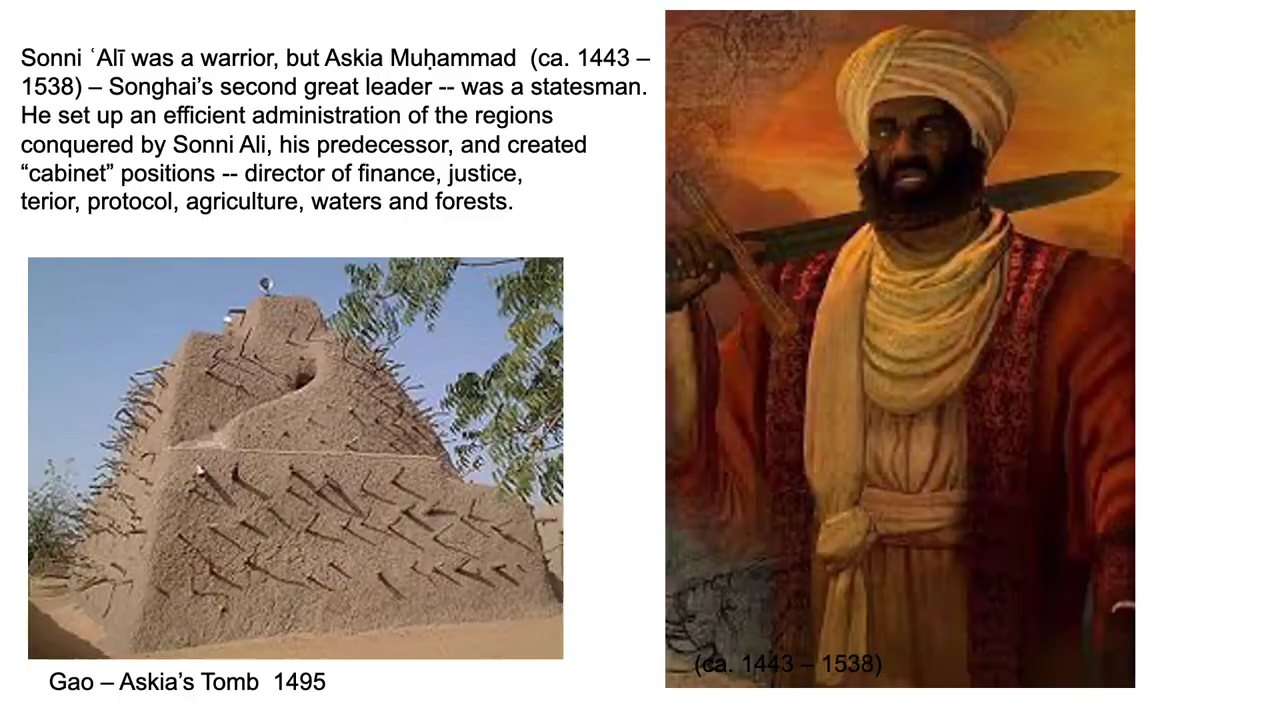 Sonni ʿAlī was a warrior, but Askia Muḥammad  (ca. 1443 –
1538) – Songhai’s second great leader -- was a statesman.
He set up an efficient administration of the regions
conquered by Sonni Ali, his predecessor, and created
“cabinet” positions -- director of finance, justice,
terior, protocol, agriculture, waters and forests.
(ca. 1443 – 1538)
Gao – Askia’s Tomb  1495